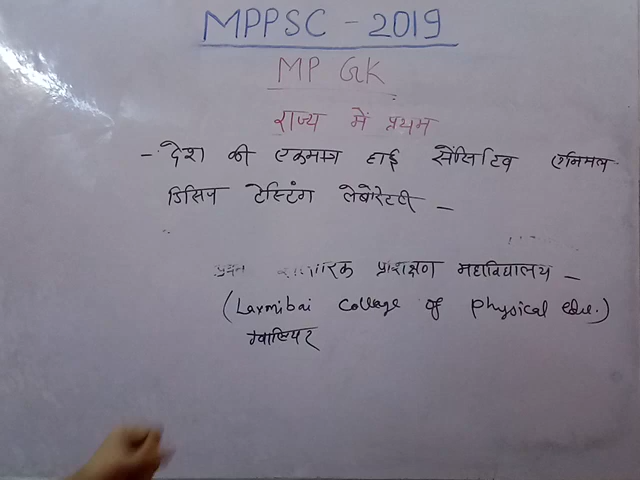 MPPSC - 2019
MP GK
राज्य में प्रथम
- देश की एकमात्र हाई सेंसिटिव एनिमल
डिसिज टेस्टिंग लेबोरेटरी -
प्रशिक्षण महाविद्यालय -
(Laxmibai College of Physical Edu.)
ग्वालियर